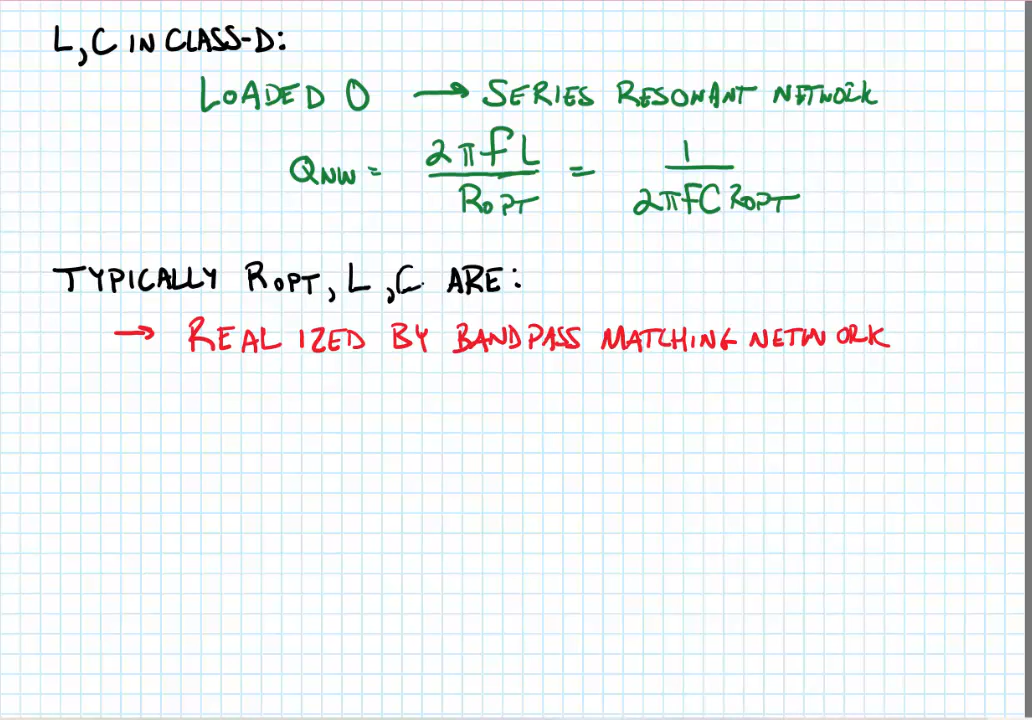 L, C IN CLASS-D:
LOADED Q → SERIES RESONANT NETWORK
QNW = 2πfL / ROPT = 1 / 2πFC ROPT
TYPICALLY ROPT, L, C ARE:
→ REALIZED BY BANDPASS MATCHING NETWORK